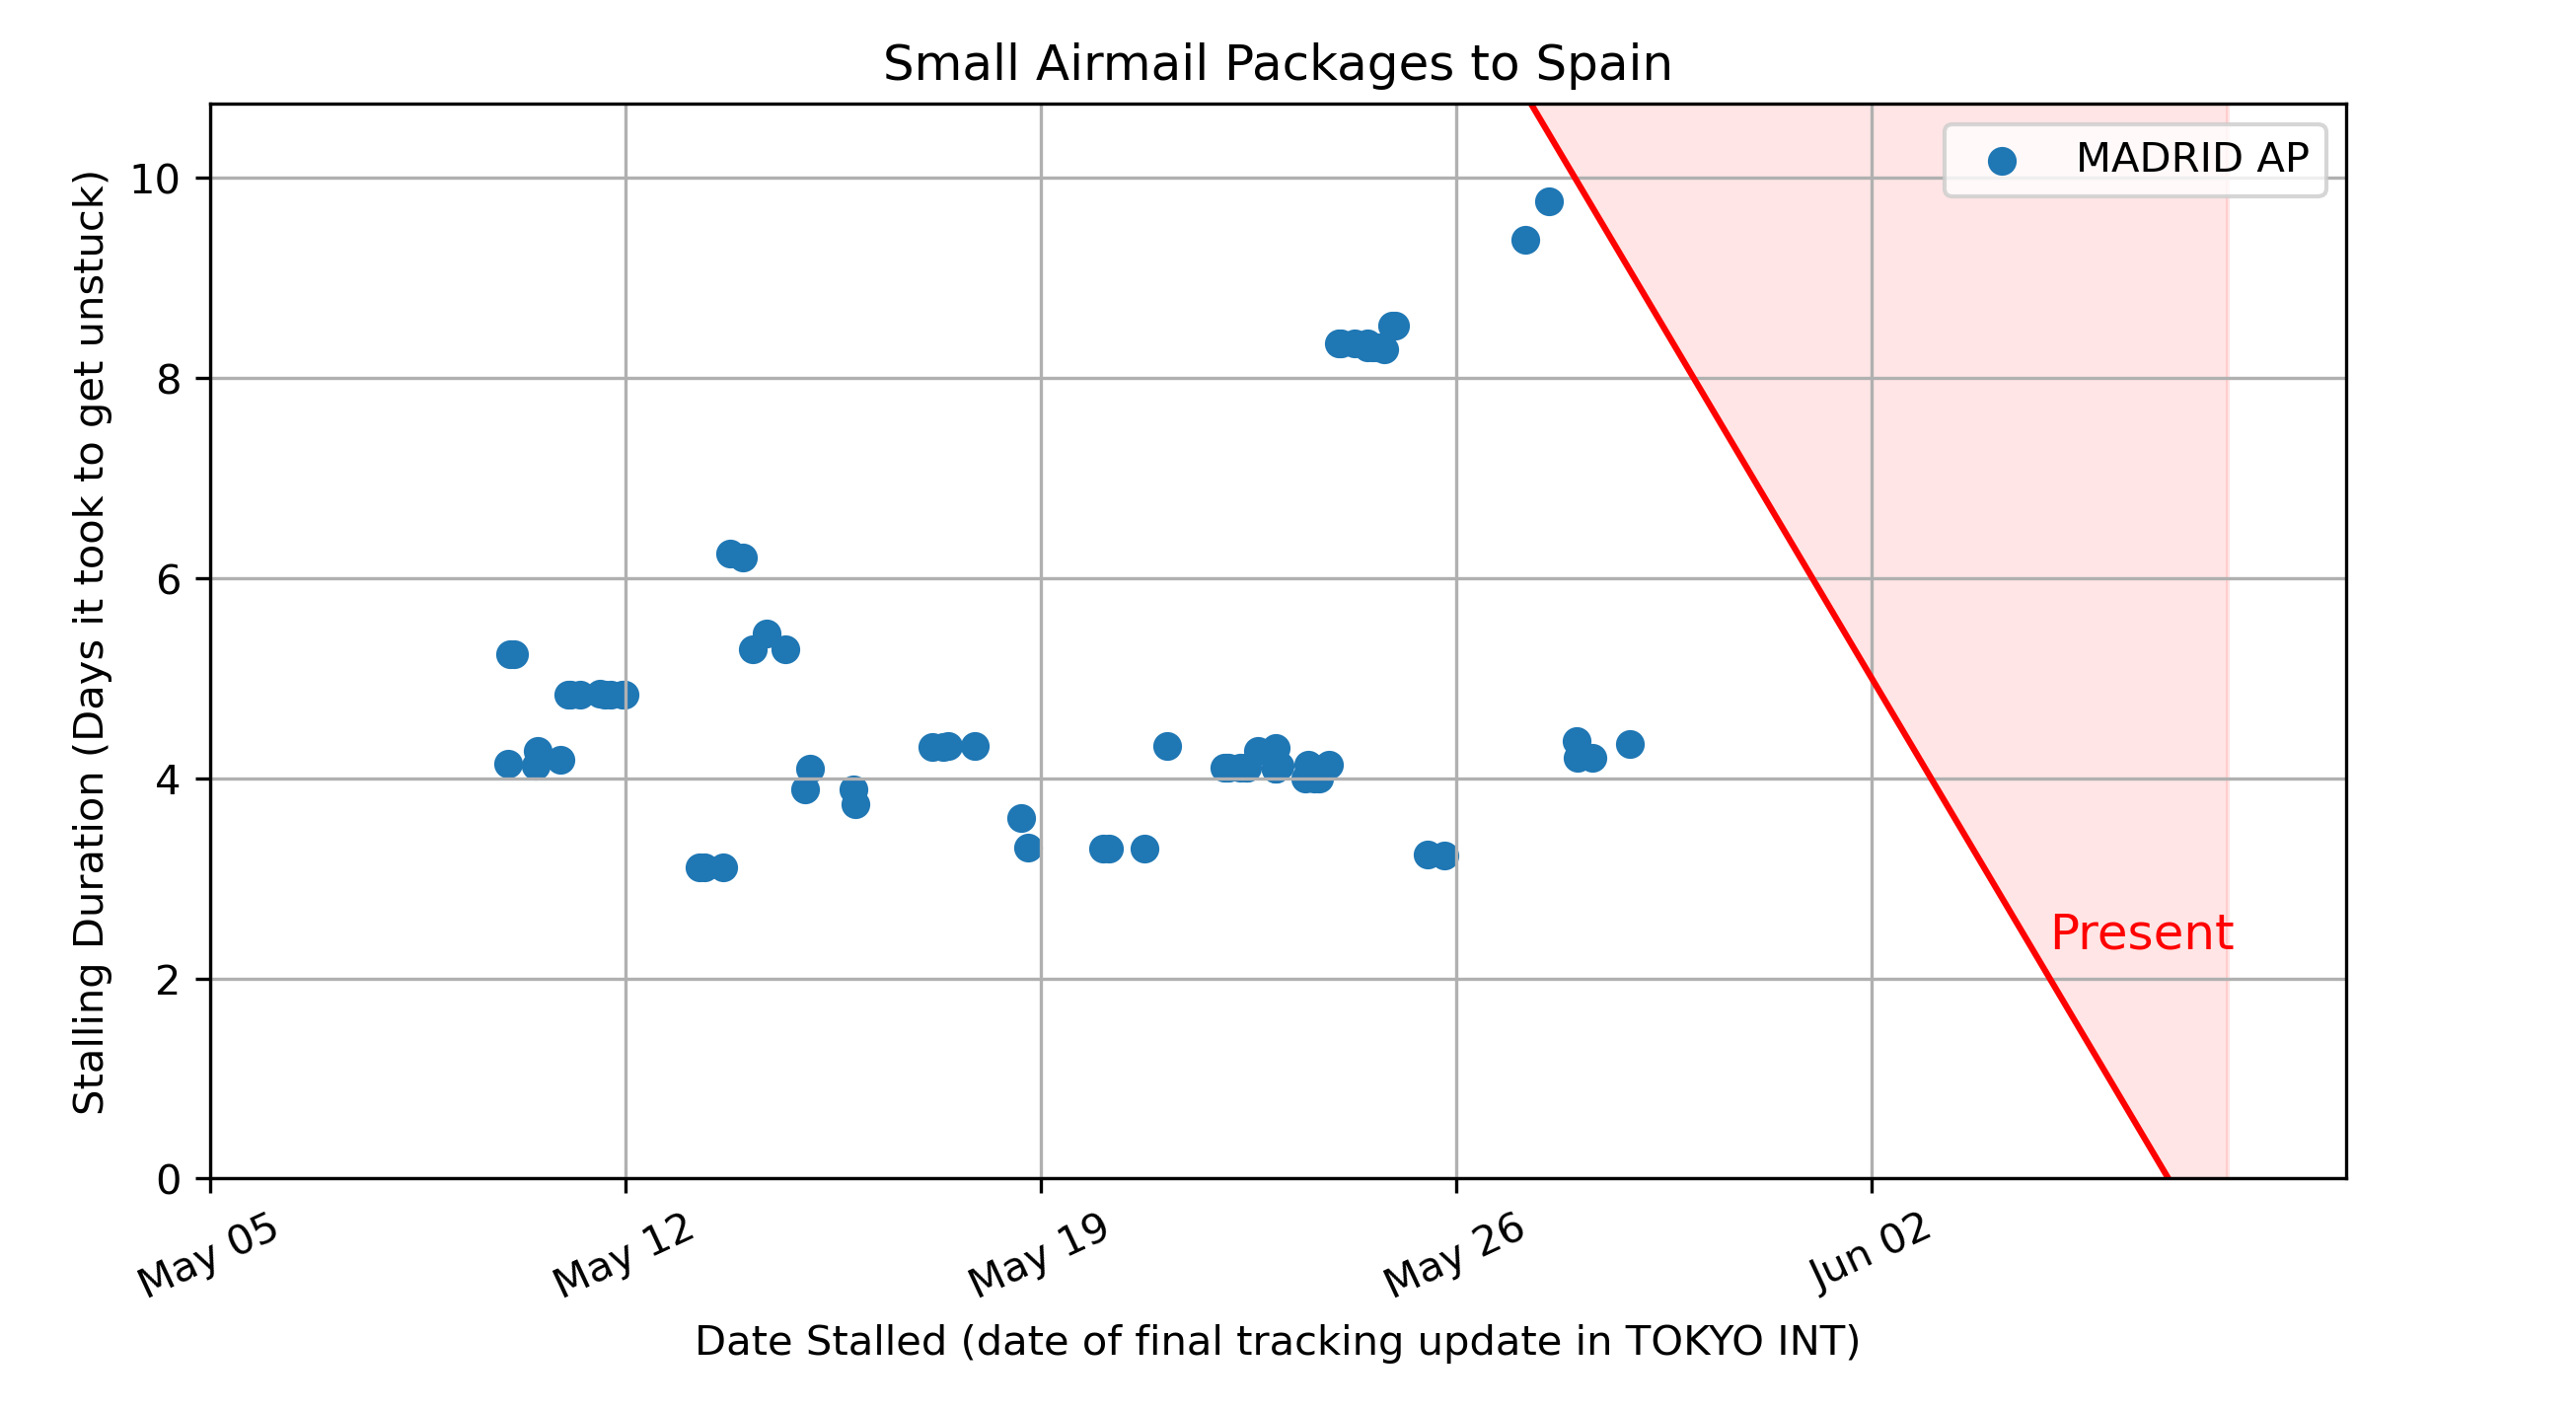 Small Airmail Packages to Spain
MADRID AP
Stalling Duration (Days it took to get unstuck)
10
8
6
4
2
0
Present
May 05
May 12
May 19
May 26
Jun 02
Date Stalled (date of final tracking update in TOKYO INT)